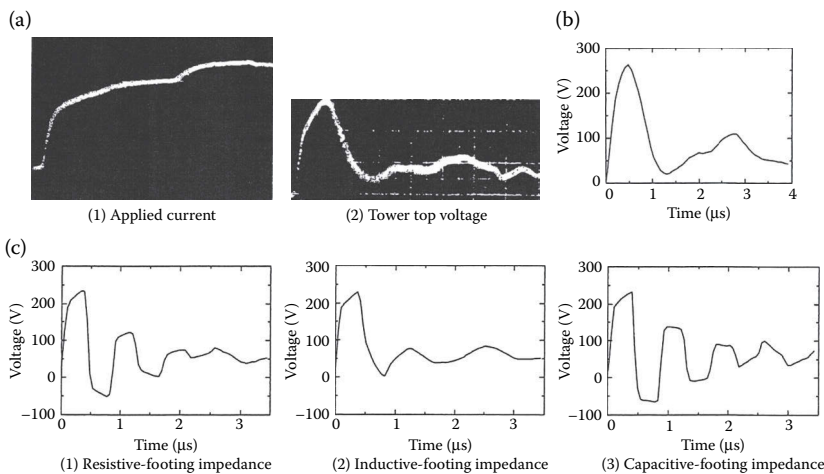 (a)
(b)
(1) Applied current
(2) Tower top voltage
Voltage (V)
300
200
100
0
0 1 2 3 4
Time (μs)
(c)
Voltage (V)
300
200
100
0
−100
0 1 2 3
Time (μs)
(1) Resistive-footing impedance
Voltage (V)
300
200
100
0
−100
0 1 2 3
Time (μs)
(2) Inductive-footing impedance
Voltage (V)
300
200
100
0
−100
0 1 2 3
Time (μs)
(3) Capacitive-footing impedance